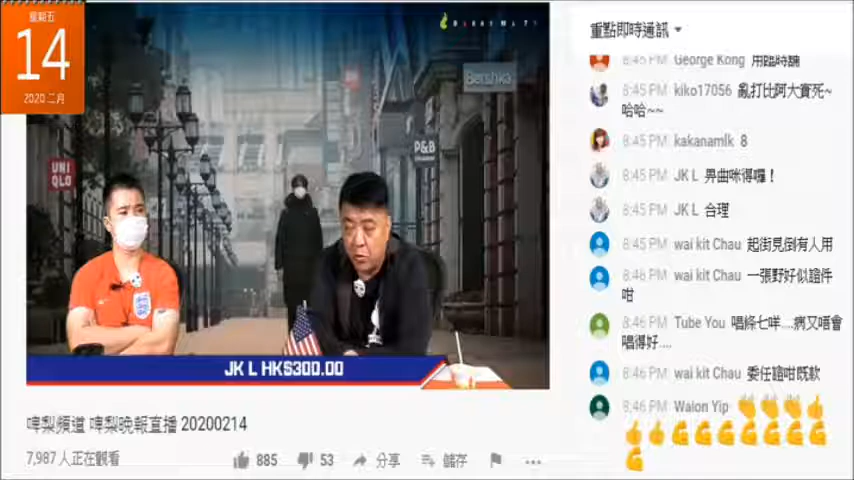 星期五
14
2020 二月
Bershka
P&B
UNI
QLO
JK L HK$300.00
啤梨頻道 啤梨晚報直播 20200214
7,987 人正在觀看
885
53
分享
儲存
重點即時通訊
8:45 PM George Kong 用臨時牌
8:45 PM kiko17056 亂打比阿大賞死~
哈哈~~
8:45 PM kakanamlk 8
8:45 PM JK L 畀曲咪得囉！
8:45 PM JK L 合理
8:45 PM wai kit Chau 起街見倒有人用
8:46 PM wai kit Chau 一張野好似證件
咁
8:46 PM Tube You 唱條七咩....病又唔會
唱得好....
8:46 PM wai kit Chau 委任證咁既款
8:46 PM Waion Yip 👏👏👏👍
👍👍💪💪💪💪💪💪💪
💪